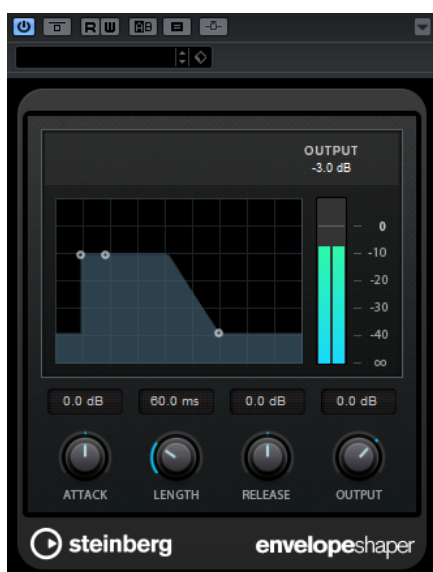 R W A B
OUTPUT
-3.0 dB
0
-10
-20
-30
-40
∞
0.0 dB 60.0 ms 0.0 dB 0.0 dB
ATTACK LENGTH RELEASE OUTPUT
steinberg envelopeshaper